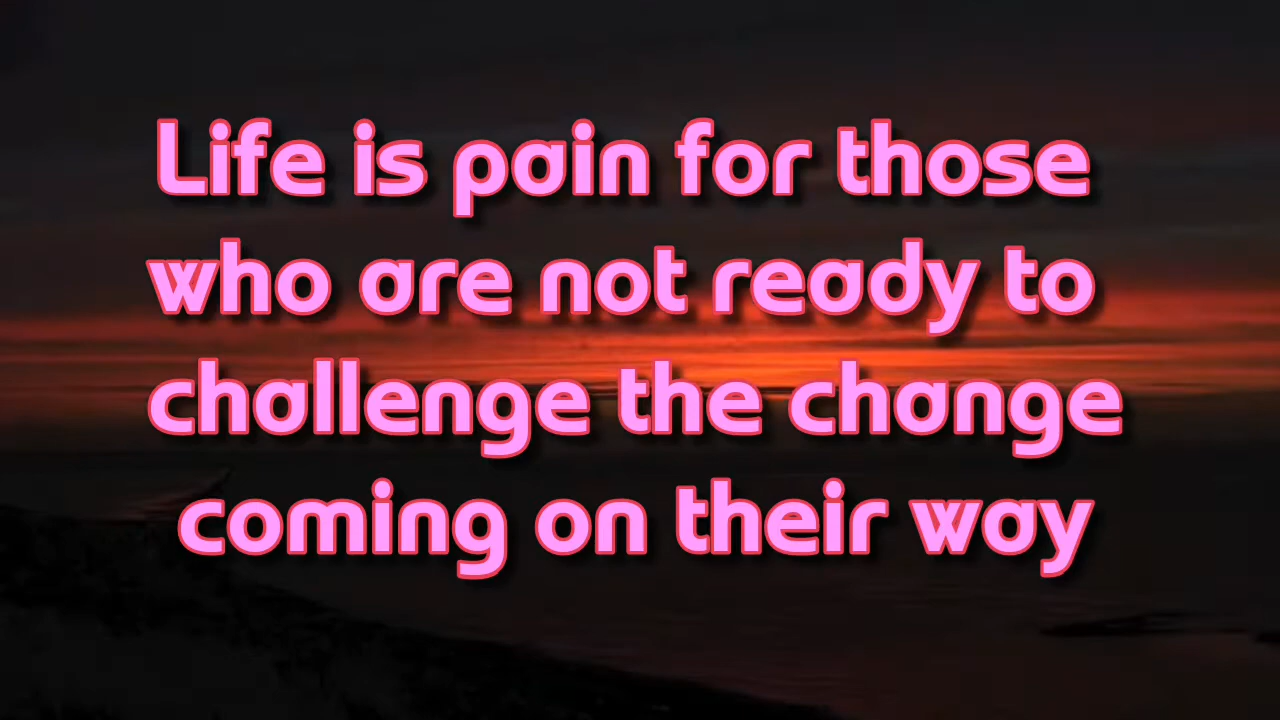 Life is pain for those
who are not ready to
challenge the change
coming on their way